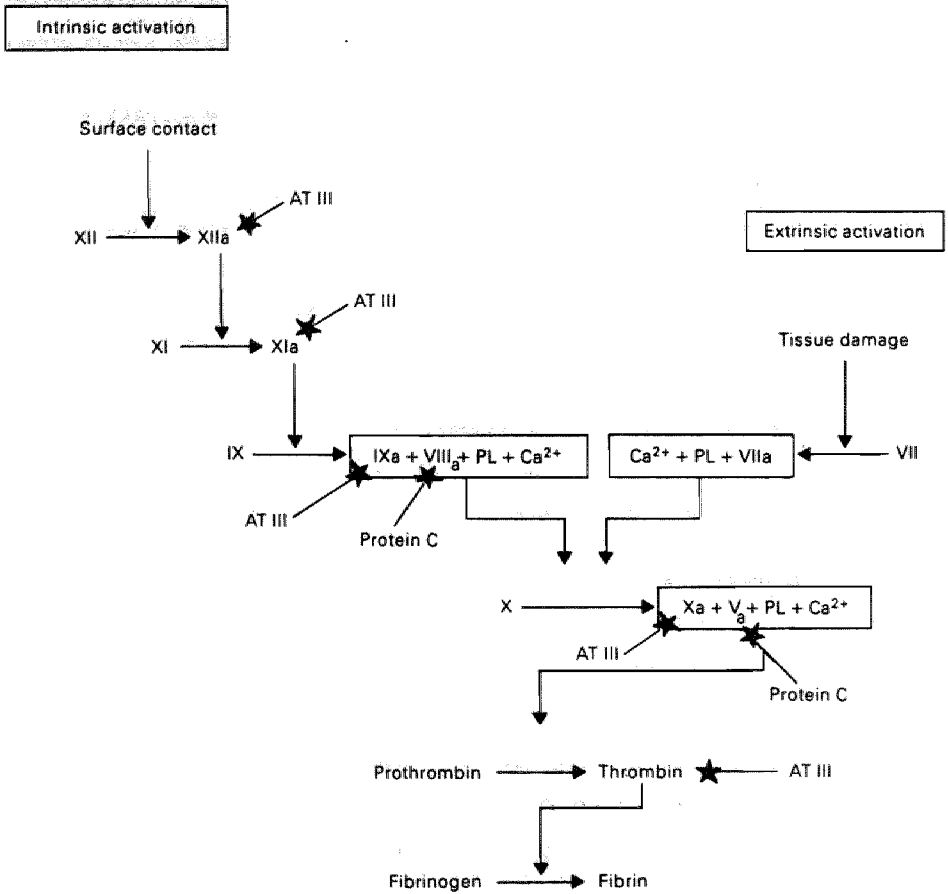 Intrinsic activation
Surface contact
AT III
XII XIIa
Extrinsic activation
AT III
XI XIa
Tissue damage
IX IXa + VIIIa + PL + Ca2+ Ca2+ + PL + VIIa VII
AT III
Protein C
X Xa + Va + PL + Ca2+
AT III
Protein C
Prothrombin Thrombin AT III
Fibrinogen Fibrin